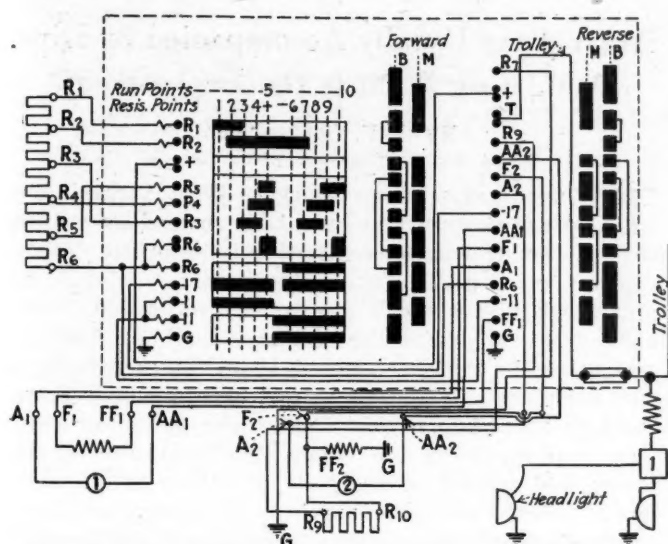 Forward
Trolley
Reverse
B M
M B
Run Points 5 10
Resis. Points 1 2 3 4 + - 6 7 8 9
R1
R2
R3
R4
R5
R6
R1
R2
+
R5
P4
R3
R6
R6
17
11
11
G
R7
+
T
R9
AA2
F2
A2
-17
AA1
F1
A1
R6
-11
FF1
G
Trolley
A1 F1 FF1 AA1
1
F2
A2
FF2
G
AA2
2
R9
R10
G
1
Headlight